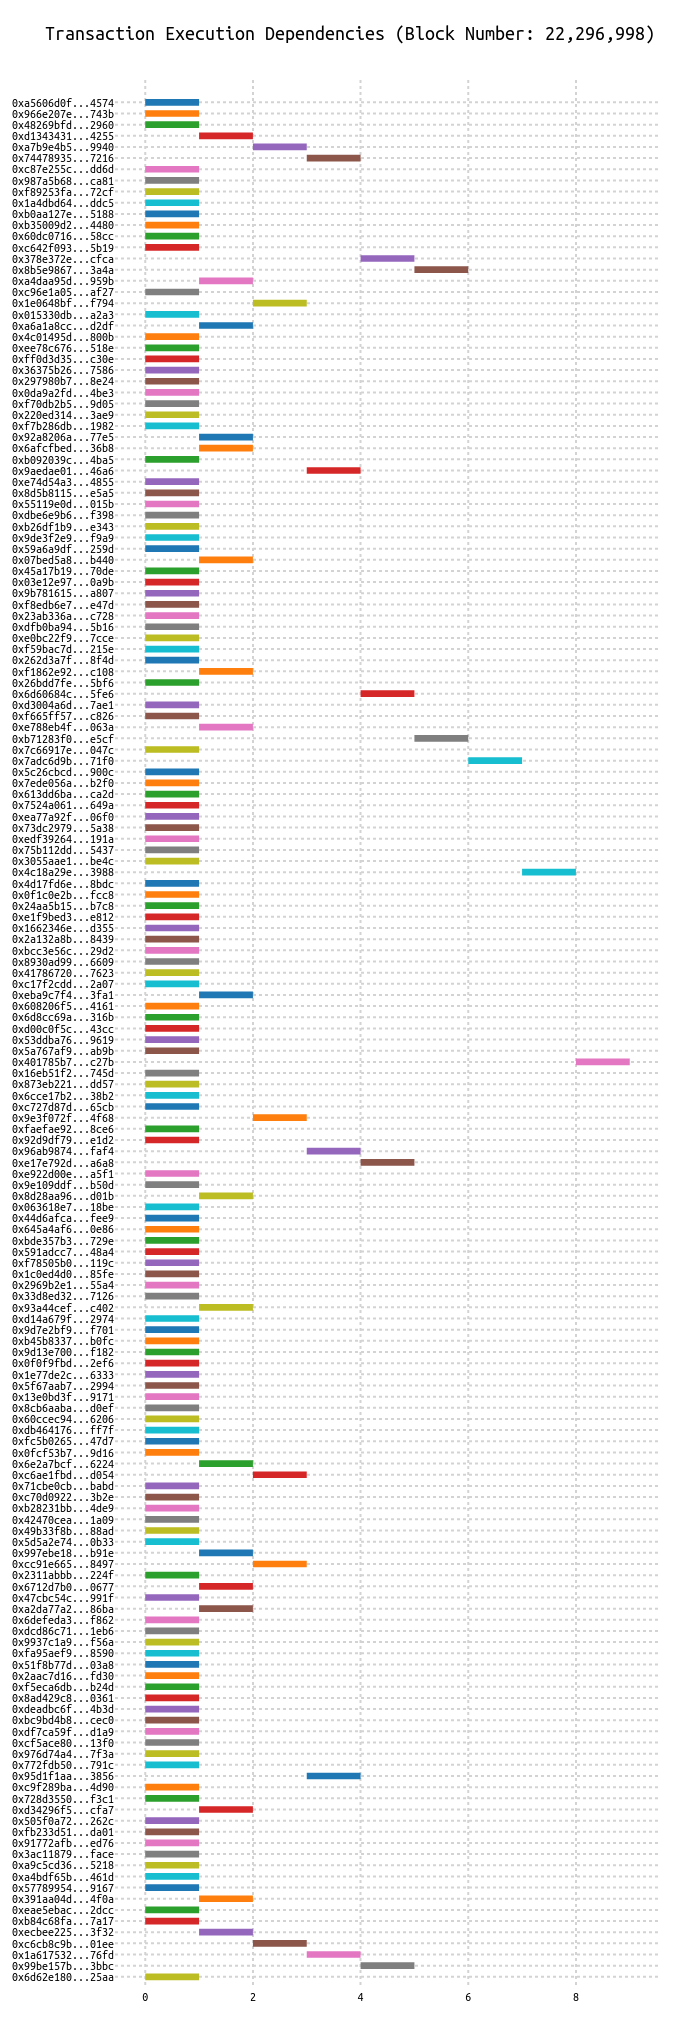 Transaction Execution Dependencies (Block Number: 22,296,998)
0xa5606d0f...4574
0x966e207e...743b
0x48269bfd...2960
0xd1343431...4255
0xa7b9e4b5...9940
0x74478935...7216
0xc87e255c...dd6d
0x987a5b68...ca81
0xf89253fa...72cf
0x1a4dbd64...ddc5
0xb0aa127e...5188
0xb35009d2...4480
0x60dc0716...58cc
0xc642f093...5b19
0x378e372e...cfca
0x8b5e9867...3a4a
0xa4daa95d...959b
0xc96e1a05...af27
0x1e0648bf...f794
0x015330db...a2a3
0xa6a1a8cc...d2df
0x4c01495d...800b
0xee78c676...518e
0xff0d3d35...c30e
0x36375b26...7586
0x297980b7...8e24
0x0da9a2fd...4be3
0xf70db2b5...9d05
0x220ed314...3ae9
0xf7b286db...1982
0x92a8206a...77e5
0x6afcfbed...36b8
0xb092039c...4ba5
0x9aedae01...46a6
0xe74d54a3...4855
0x8d5b8115...e5a5
0x55119e0d...015b
0xdbe6e9b6...f398
0xb26df1b9...e343
0x9de3f2e9...f9a9
0x59a6a9df...259d
0x07bed5a8...b440
0x45a17b19...70de
0x03e12e97...0a9b
0x9b781615...a807
0xf8edb6e7...e47d
0x23ab336a...c728
0xdfb0ba94...5b16
0xe0bc22f9...7cce
0xf59bac7d...215e
0x262d3a7f...8f4d
0xf1862e92...c108
0x26bdd7fe...5bf6
0x6d60684c...5fe6
0xd3004a6d...7ae1
0xf665ff57...c826
0xe788eb4f...063a
0xb71283f0...e5cf
0x7c66917e...047c
0x7adc6d9b...71f0
0x5c26cbcd...900c
0x7ede056a...b2f0
0x613dd6ba...ca2d
0x7524a061...649a
0xea77a92f...06f0
0x73dc2979...5a38
0xedf39264...191a
0x75b112dd...5437
0x3055aae1...be4c
0x4c18a29e...3988
0x4d17fd6e...8bdc
0x0f1c0e2b...fcc8
0x24aa5b15...b7c8
0xe1f9bed3...e812
0x1662346e...d355
0x2a132a8b...8439
0xbcc3e56c...29d2
0x8930ad99...6609
0x41786720...7623
0xc17f2cdd...2a07
0xeba9c7f4...3fa1
0x608206f5...4161
0x6d8cc69a...316b
0xd00c0f5c...43cc
0x53ddba76...9619
0x5a767af9...ab9b
0x401785b7...c27b
0x16eb51f2...745d
0x873eb221...dd57
0x6cce17b2...38b2
0xc727d87d...65cb
0x9e3f072f...4f68
0xfaefae92...8ce6
0x92d9df79...e1d2
0x96ab9874...faf4
0xe17e792d...a6a8
0xe922d00e...a5f1
0x9e109ddf...b50d
0x8d28aa96...d01b
0x063618e7...18be
0x44d6afca...fee9
0x645a4af6...0e86
0xbde357b3...729e
0x591adcc7...48a4
0xf78505b0...119c
0x1c0ed4d0...85fe
0x2969b2e1...55a4
0x33d8ed32...7126
0x93a44cef...c402
0xd14a679f...2974
0x9d7e2bf9...f701
0xb45b8337...b0fc
0x9d13e700...f182
0x0f0f9fbd...2ef6
0x1e77de2c...6333
0x5f67aab7...2994
0x13e0bd3f...9171
0x8cb6aaba...d0ef
0x60ccec94...6206
0xdb464176...ff7f
0xfc5b0265...47d7
0x0fcf53b7...9d16
0x6e2a7bcf...6224
0xc6ae1fbd...d054
0x71cbe0cb...babd
0xc70d0922...3b2e
0xb28231bb...4de9
0x42470cea...1a09
0x49b33f8b...88ad
0x5d5a2e74...0b33
0x997ebe18...b91e
0xcc91e665...8497
0x2311abbb...224f
0x6712d7b0...0677
0x47cbc54c...991f
0xa2da77a2...86ba
0x6defeda3...f862
0xdcd86c71...1eb6
0x9937c1a9...f56a
0xfa95aef9...8590
0x51f8b77d...03a8
0x2aac7d16...fd30
0xf5eca6db...b24d
0x8ad429c8...0361
0xdeadbc6f...4b3d
0xbc9bd4b8...cec0
0xdf7ca59f...d1a9
0xcf5ace80...13f0
0x976d74a4...7f3a
0x772fdb50...791c
0x95d1f1aa...3856
0xc9f289ba...4d90
0x728d3550...f3c1
0xd34296f5...cfa7
0x505f0a72...262c
0xfb233d51...da01
0x91772afb...ed76
0x3ac11879...face
0xa9c5cd36...5218
0xa4bdf65b...461d
0x57789954...9167
0x391aa04d...4f0a
0xeae5ebac...2dcc
0xb84c68fa...7a17
0xecbee225...3f32
0xc6cb8c9b...01ee
0x1a617532...76fd
0x99be157b...3bbc
0x6d62e180...25aa
0 2 4 6 8